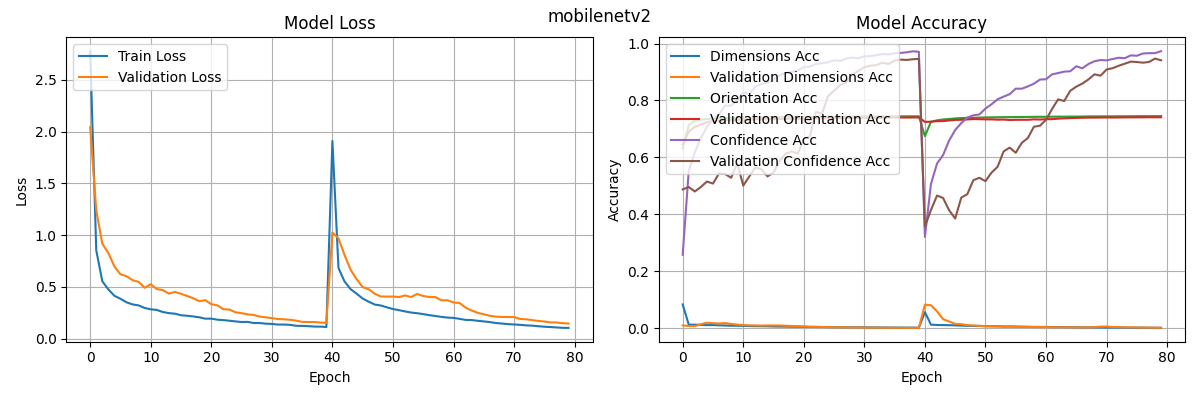 mobilenetv2
Model Loss
Train Loss
Validation Loss
2.5
2.0
1.5
1.0
0.5
0.0
Loss
0 10 20 30 40 50 60 70 80
Epoch
Model Accuracy
Dimensions Acc
Validation Dimensions Acc
Orientation Acc
Validation Orientation Acc
Confidence Acc
Validation Confidence Acc
1.0
0.8
0.6
0.4
0.2
0.0
Accuracy
0 10 20 30 40 50 60 70 80
Epoch